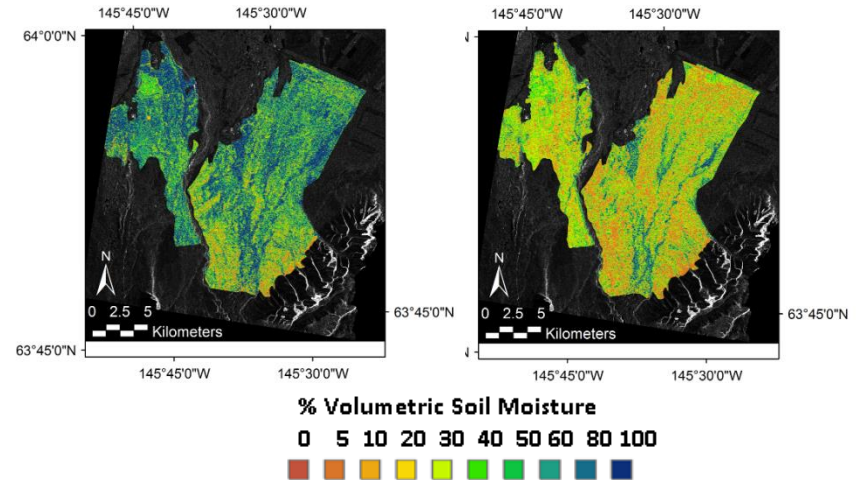 145°45'0"W 145°30'0"W 145°45'0"W 145°30'0"W
64°0'0"N
N N
0 2.5 5 0 2.5 5
Kilometers Kilometers
63°45'0"N 63°45'0"N
63°45'0"N
145°45'0"W 145°30'0"W 145°45'0"W 145°30'0"W
% Volumetric Soil Moisture
0 5 10 20 30 40 50 60 80 100